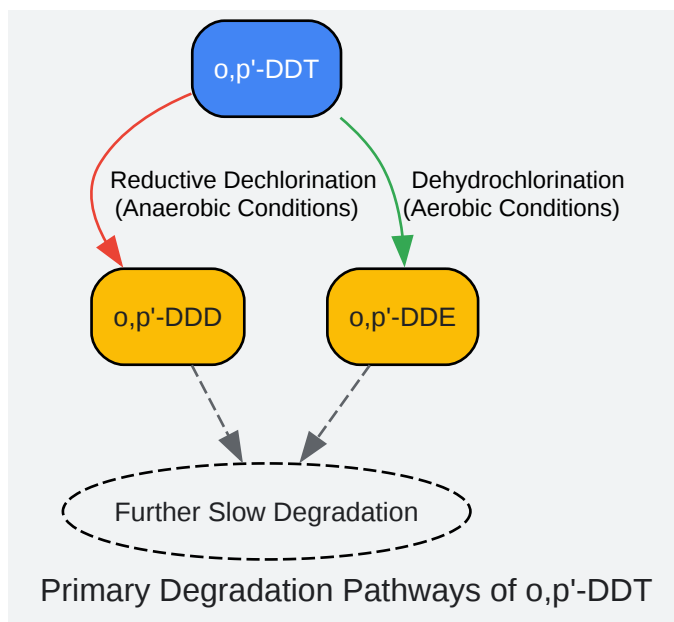 o,p'-DDT
Reductive Dechlorination
(Anaerobic Conditions)
Dehydrochlorination
(Aerobic Conditions)
o,p'-DDD
o,p'-DDE
Further Slow Degradation
Primary Degradation Pathways of o,p'-DDT